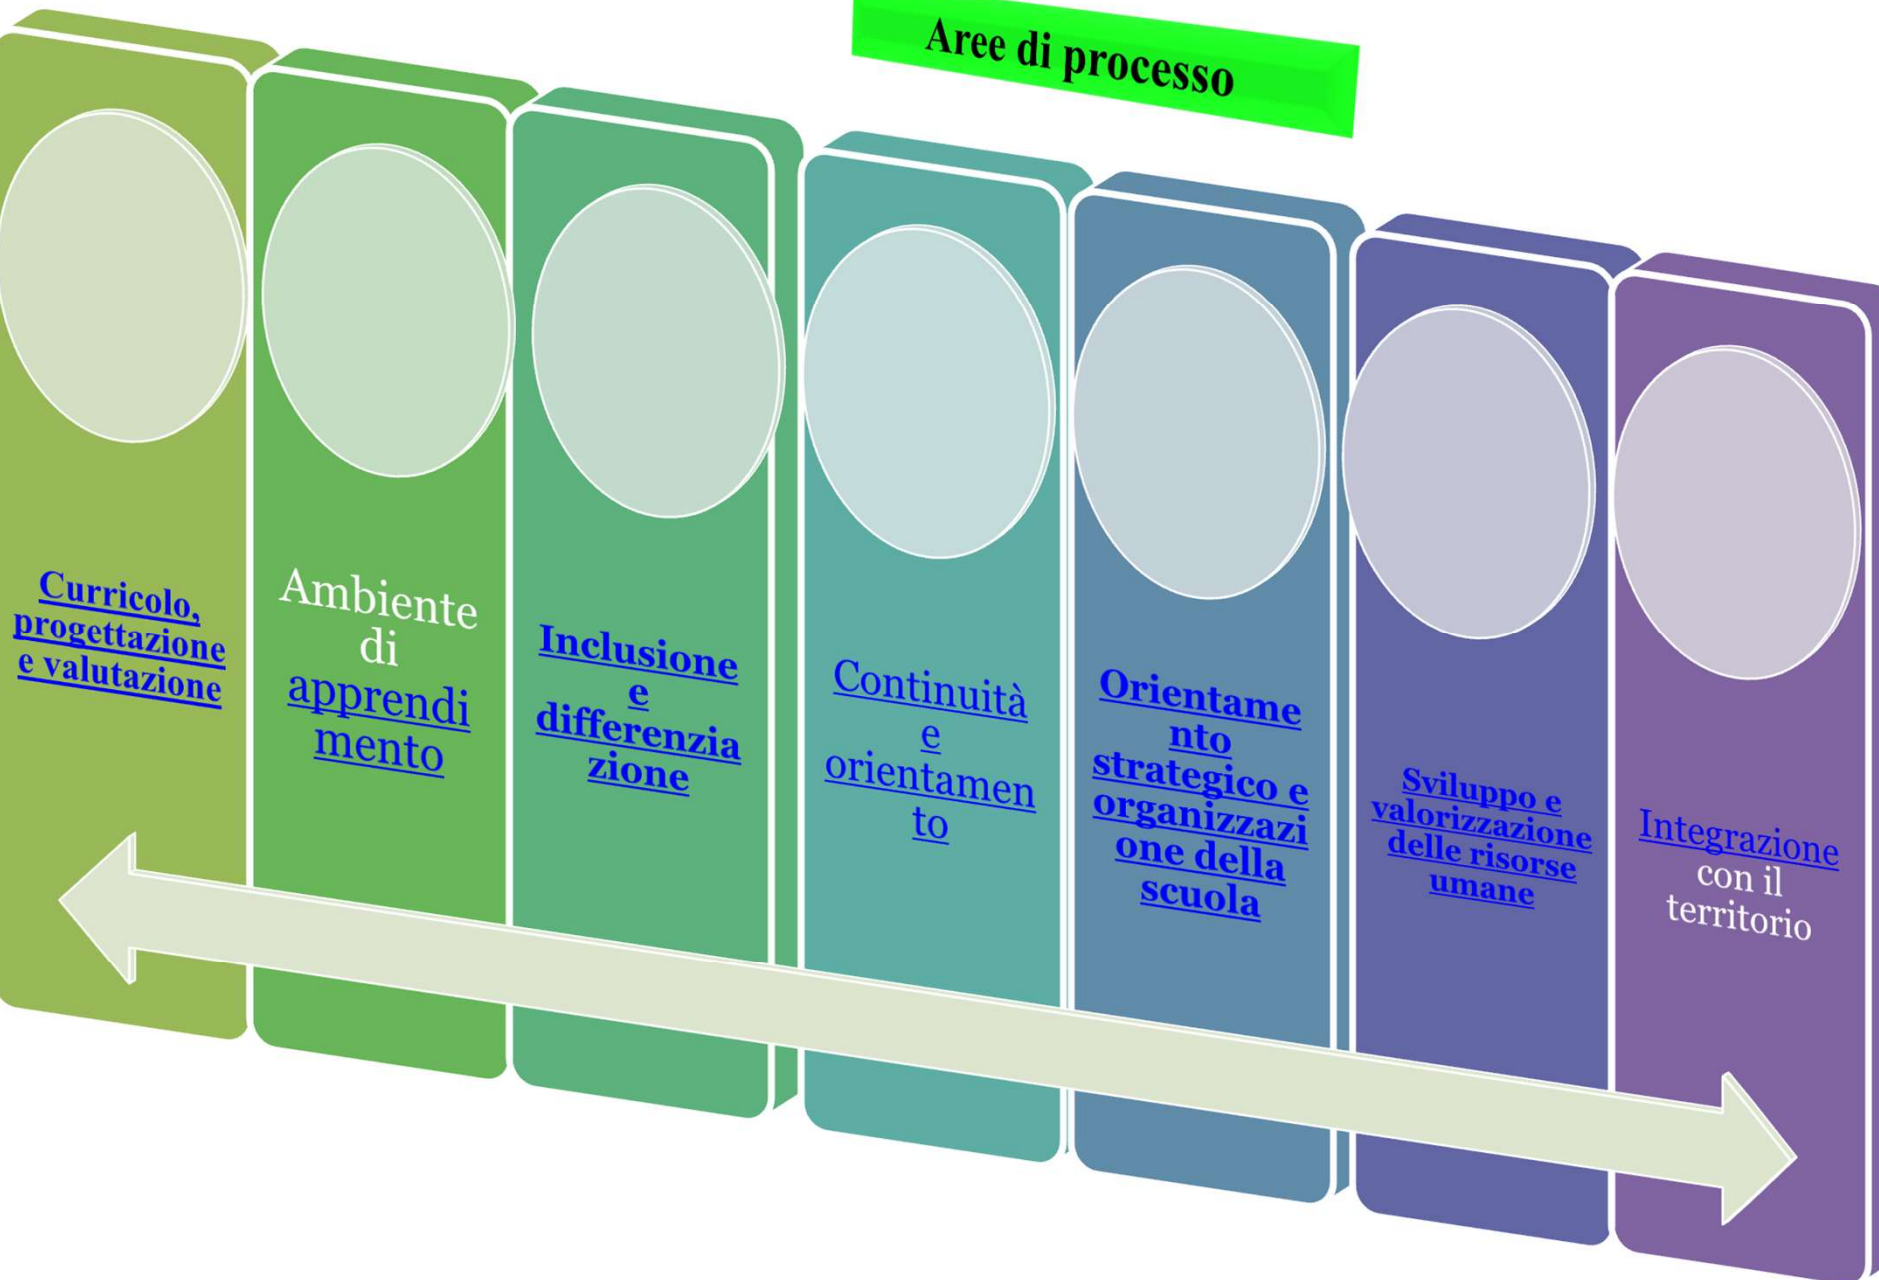 Aree di processo
Curricolo,
progettazione
e valutazione
Ambiente
di
apprendi
mento
Inclusione
e
differenzia
zione
Continuità
e
orientamen
to
Orientame
nto
strategico e
organizzazi
one della
scuola
Sviluppo e
valorizzazione
delle risorse
umane
Integrazione
con il
territorio